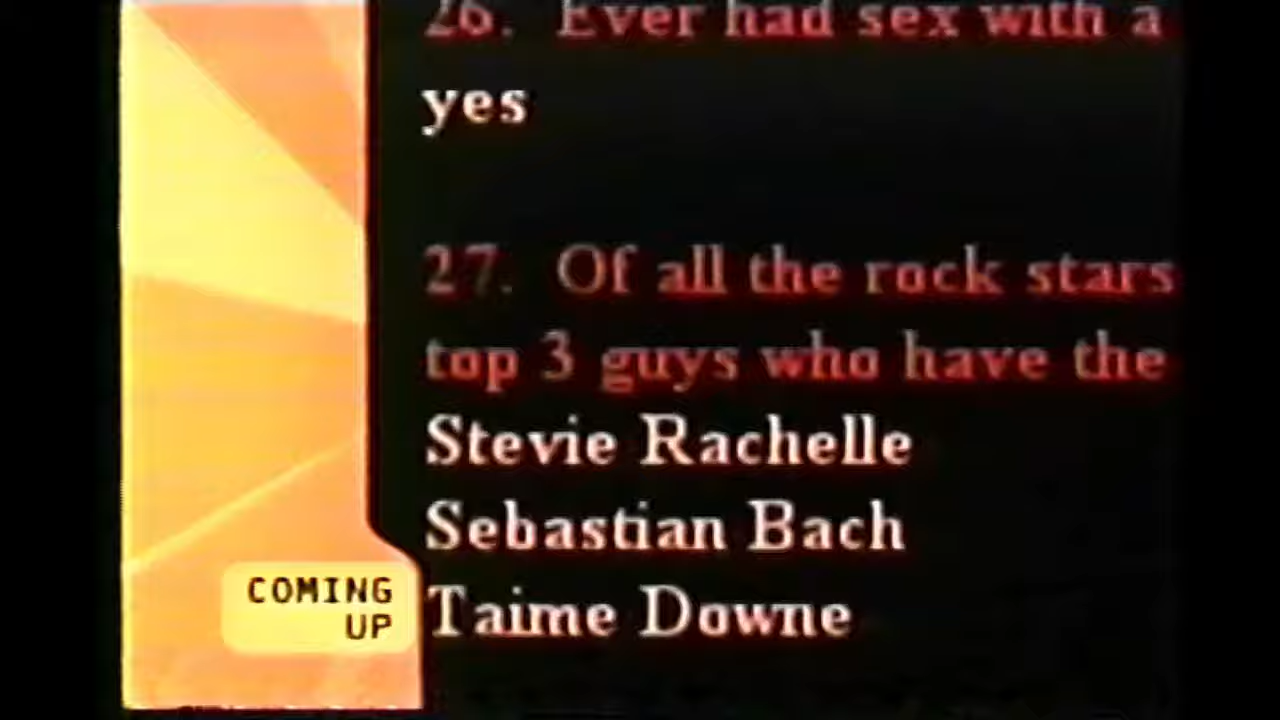 26. Ever had sex with a
yes
27. Of all the rock stars
top 3 guys who have the
Stevie Rachelle
Sebastian Bach
Taime Downe
COMING
UP